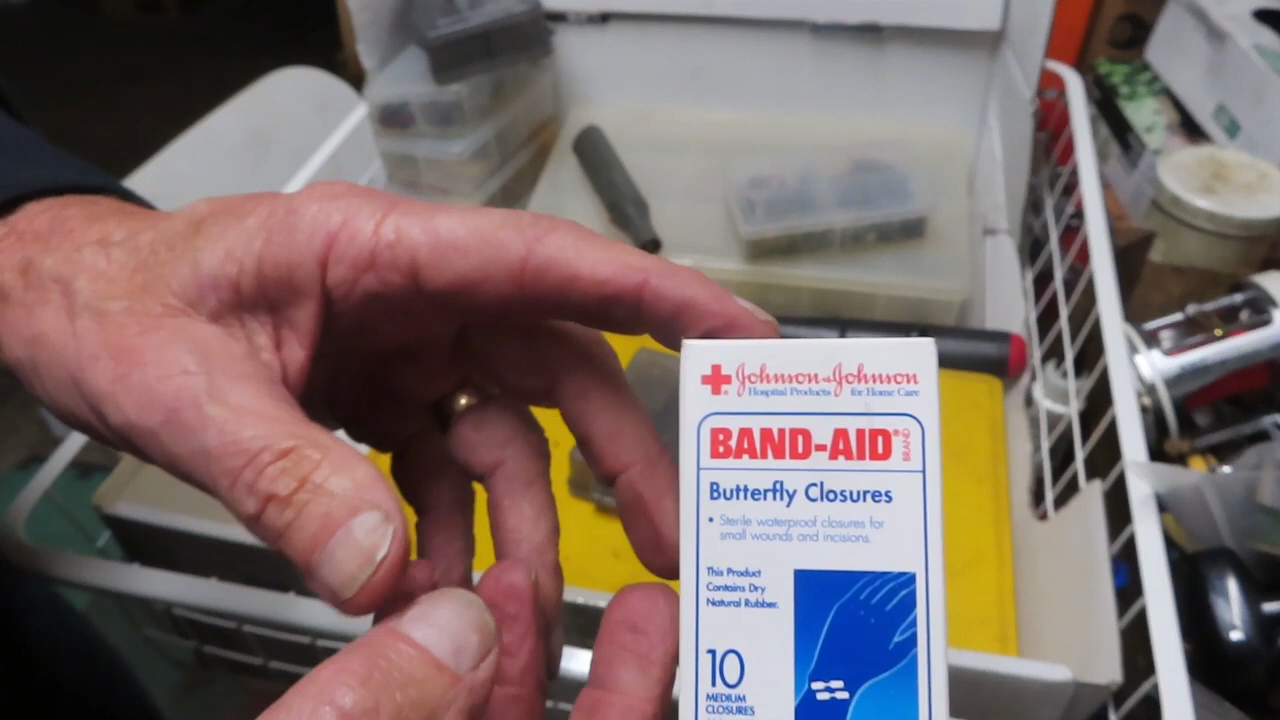 Johnson & Johnson
Hospital Products for Home Care
BAND-AID®
BRAND
Butterfly Closures
• Sterile waterproof closures for
small wounds and incisions.
This Product
Contains Dry
Natural Rubber.
10
MEDIUM
CLOSURES